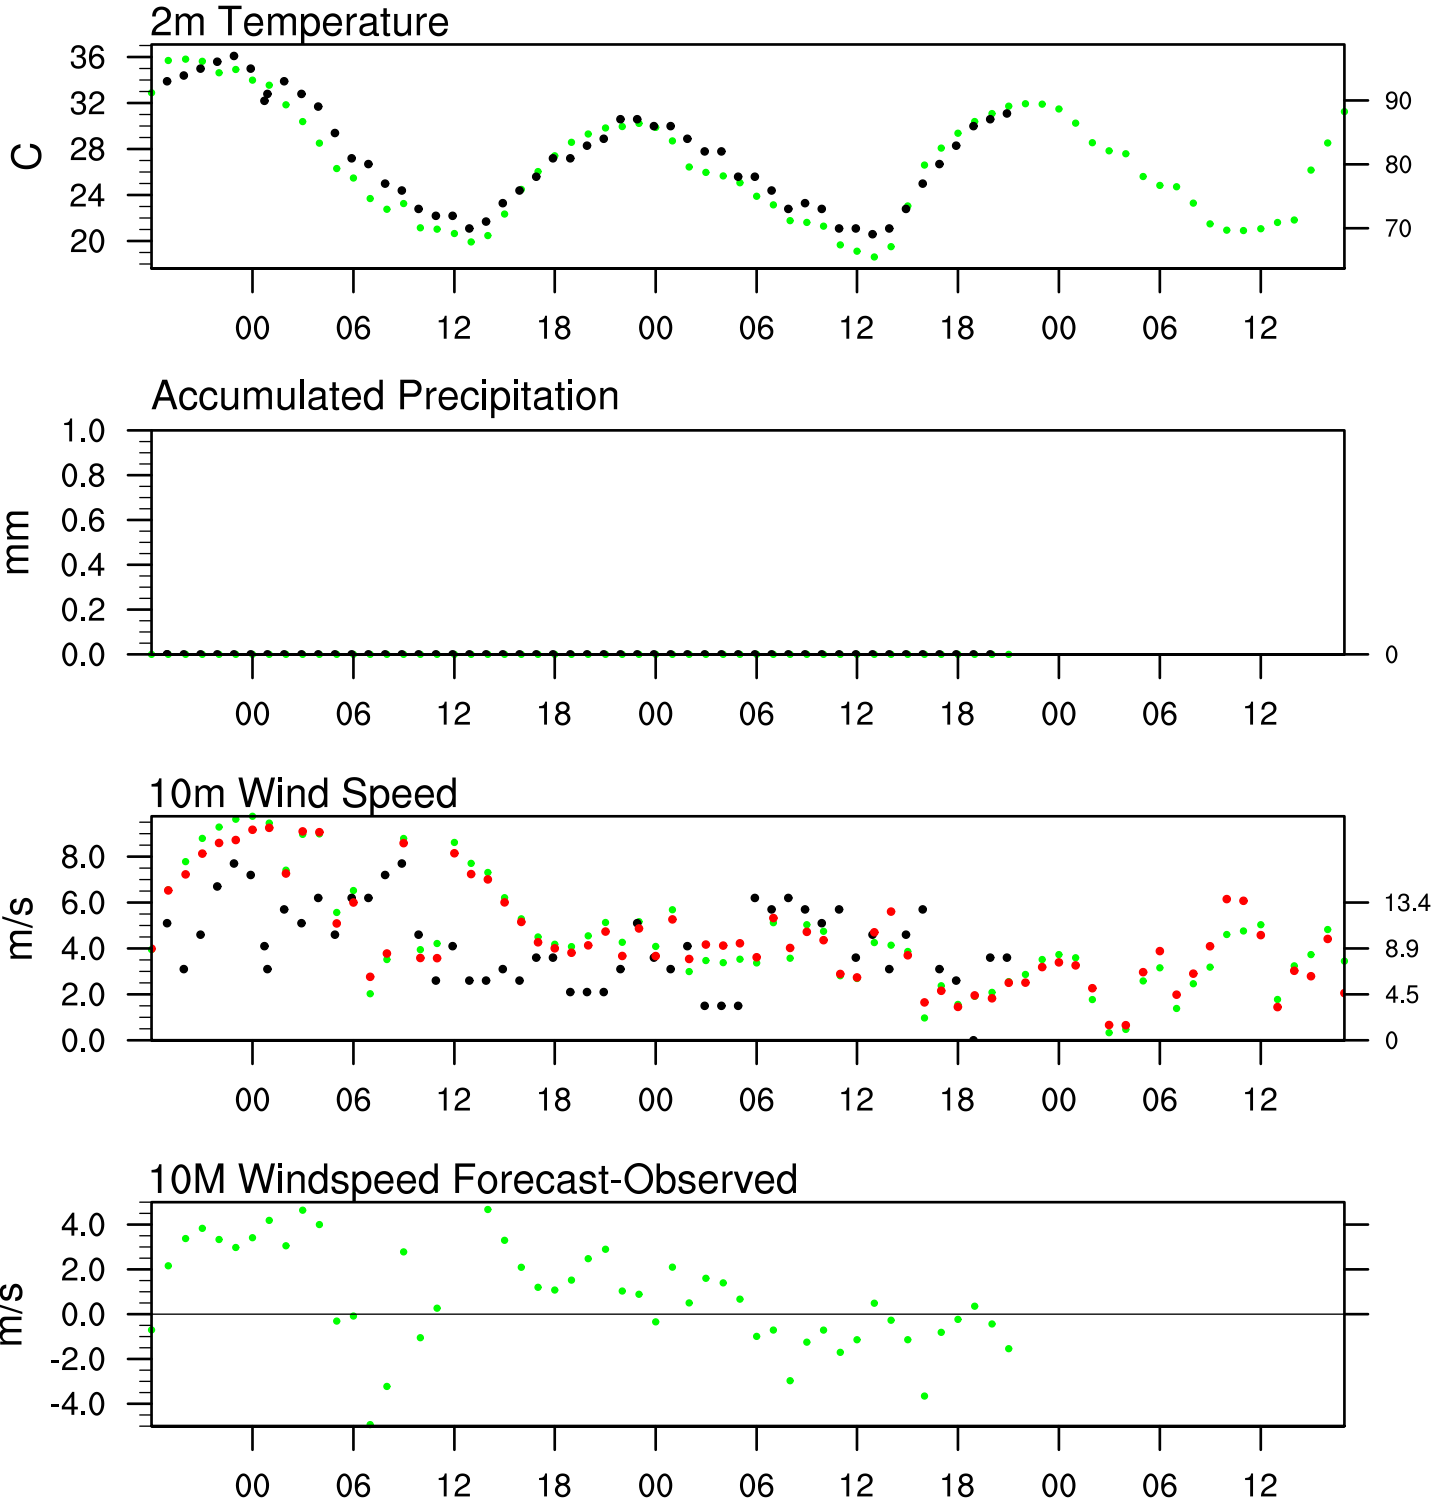 2m Temperature
36
32
28
24
20
C
90
80
70
00 06 12 18 00 06 12 18 00 06 12
Accumulated Precipitation
1.0
0.8
0.6
0.4
0.2
0.0
mm
0
00 06 12 18 00 06 12 18 00 06 12
10m Wind Speed
8.0
6.0
4.0
2.0
0.0
m/s
13.4
8.9
4.5
0
00 06 12 18 00 06 12 18 00 06 12
10M Windspeed Forecast-Observed
4.0
2.0
0.0
-2.0
-4.0
m/s
00 06 12 18 00 06 12 18 00 06 12